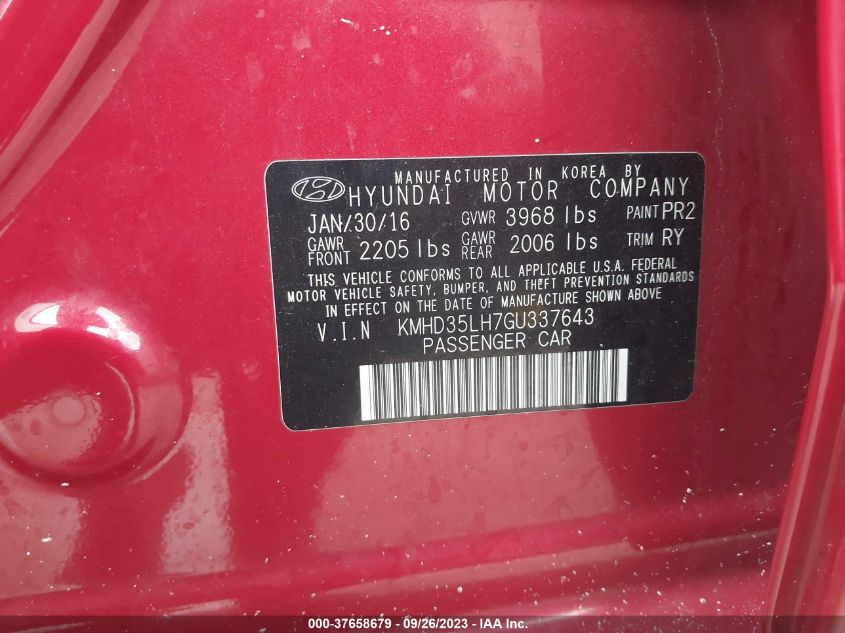 MANUFACTURED IN KOREA BY
HYUNDAI MOTOR COMPANY
JAN/30/16 GVWR 3968 lbs PAINT PR2
GAWR FRONT 2205 lbs GAWR REAR 2006 lbs TRIM RY
THIS VEHICLE CONFORMS TO ALL APPLICABLE U.S.A. FEDERAL
MOTOR VEHICLE SAFETY, BUMPER, AND THEFT PREVENTION STANDARDS
IN EFFECT ON THE DATE OF MANUFACTURE SHOWN ABOVE
V.I.N KMHD35LH7GU337643
PASSENGER CAR
000-37658679 - 09/26/2023 - IAA Inc.